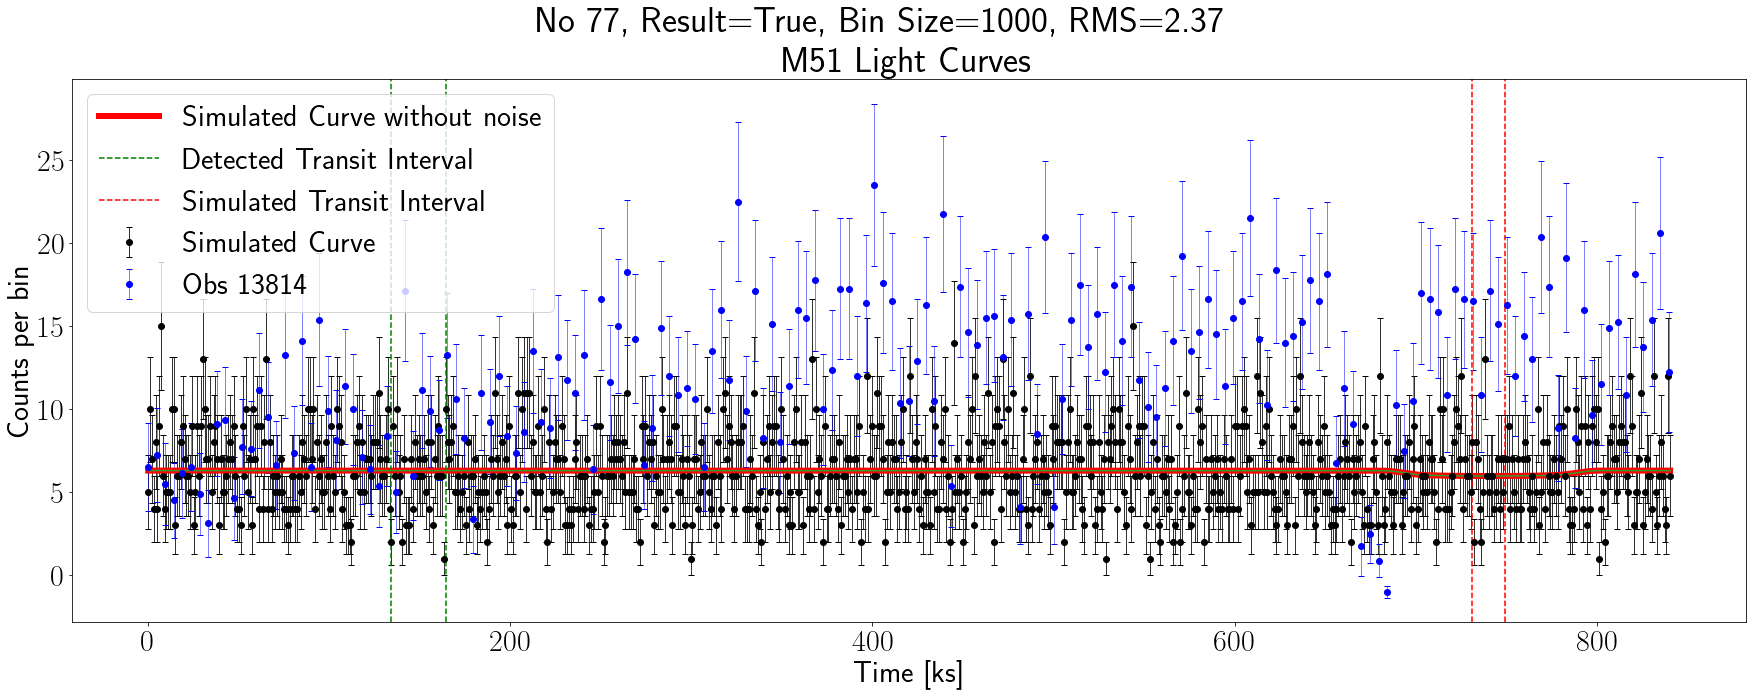 No 77, Result=True, Bin Size=1000, RMS=2.37
M51 Light Curves
Simulated Curve without noise
Detected Transit Interval
Simulated Transit Interval
Simulated Curve
Obs 13814
Counts per bin
25
20
15
10
5
0
0 200 400 600 800
Time [ks]